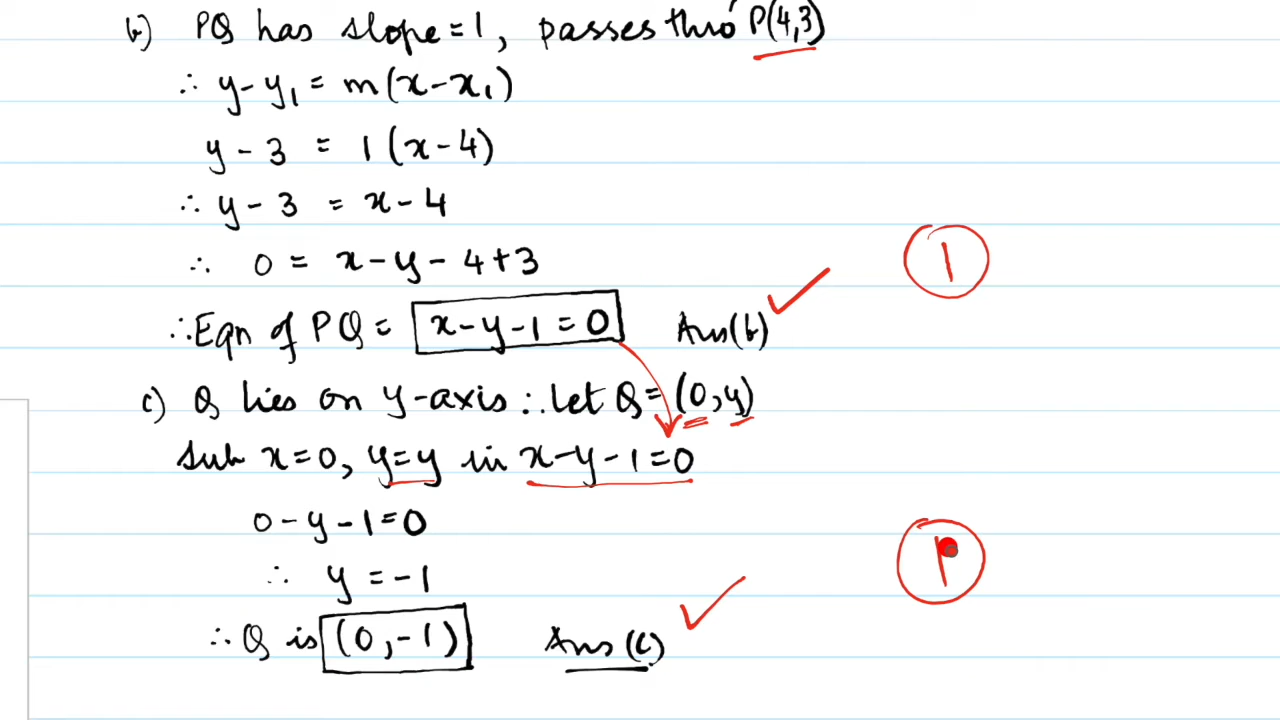 b) PQ has slope = 1, passes thro' P(4,3)
∴ y - y₁ = m(x - x₁)
y - 3 = 1(x - 4)
∴ y - 3 = x - 4
∴ 0 = x - y - 4 + 3
1
∴ Eqn of PQ = x - y - 1 = 0 Ans(b)
c) Q lies on y-axis ∴ let Q = (0, y)
Sub x = 0, y = y in x - y - 1 = 0
0 - y - 1 = 0
1
∴ y = -1
∴ Q is (0, -1) Ans(c)